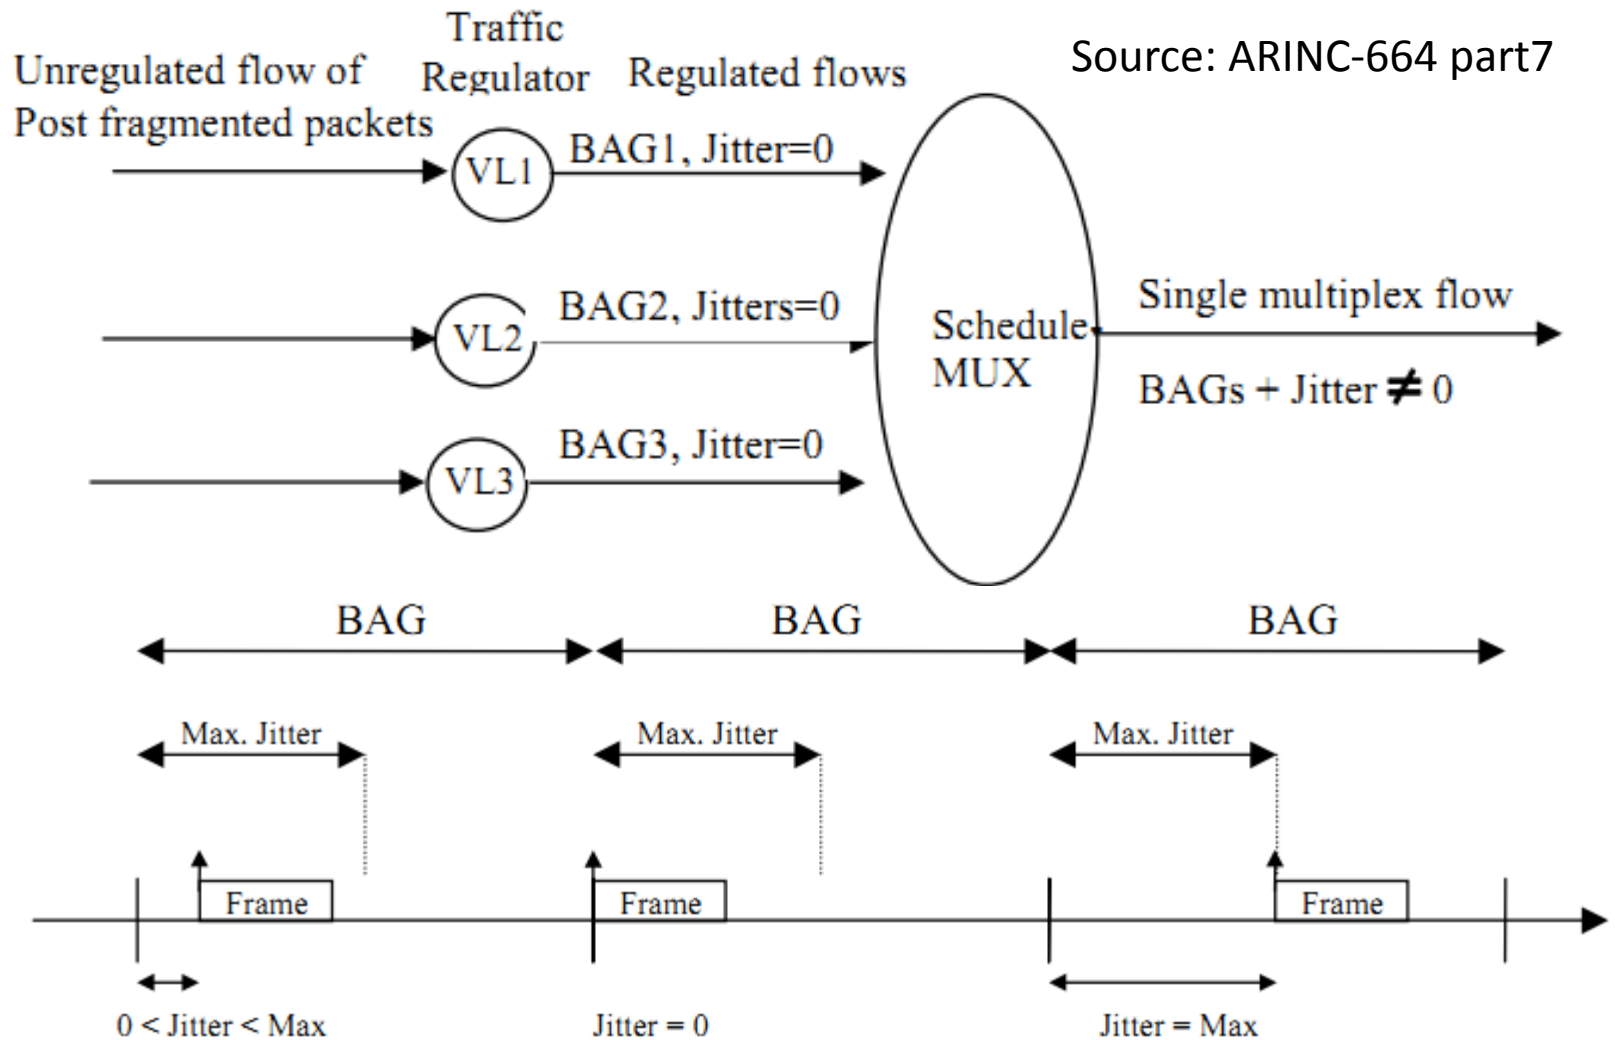 Source: ARINC-664 part7
Unregulated flow of
Post fragmented packets
Traffic
Regulator
Regulated flows
VL1
BAG1, Jitter=0
VL2
BAG2, Jitters=0
VL3
BAG3, Jitter=0
Schedule
MUX
Single multiplex flow
BAGs + Jitter ≠ 0
BAG
BAG
BAG
Max. Jitter
Max. Jitter
Max. Jitter
Frame
Frame
Frame
0 < Jitter < Max
Jitter = 0
Jitter = Max